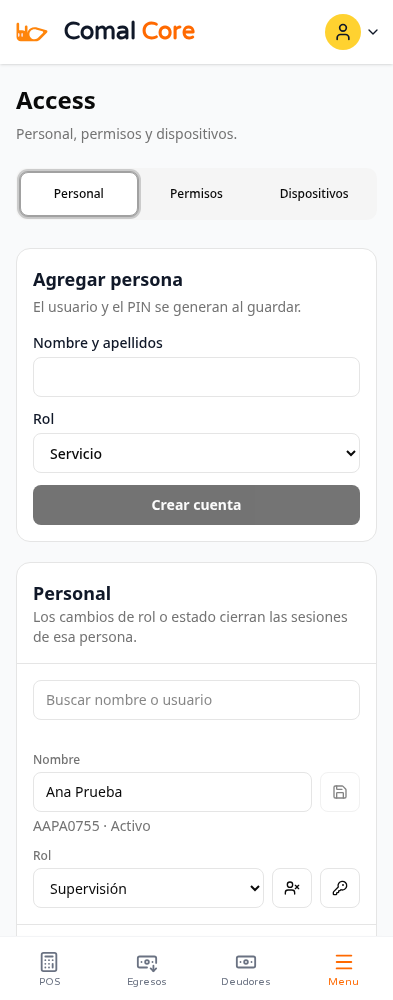 Comal Core
Access
Personal, permisos y dispositivos.
Personal
Permisos
Dispositivos
Agregar persona
El usuario y el PIN se generan al guardar.
Nombre y apellidos
Rol
Servicio
Crear cuenta
Personal
Los cambios de rol o estado cierran las sesiones
de esa persona.
Buscar nombre o usuario
Nombre
Ana Prueba
AAPA0755 · Activo
Rol
Supervisión
POS
Egresos
Deudores
Menu